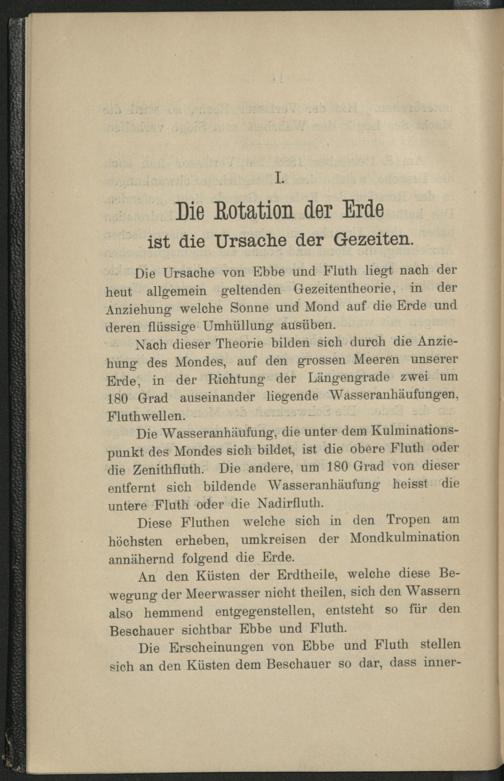 I.
Die Rotation der Erde
ist die Ursache der Gezeiten.
Die Ursache von Ebbe und Fluth liegt nach der
heut allgemein geltenden Gezeitentheorie, in der
Anziehung welche Sonne und Mond auf die Erde und
deren flüssige Umhüllung ausüben.
Nach dieser Theorie bilden sich durch die Anzie-
hung des Mondes, auf den grossen Meeren unserer
Erde, in der Richtung der Längengrade zwei um
180 Grad auseinander liegende Wasseranhäufungen,
Fluthwellen.
Die Wasseranhäufung, die unter dem Kulminations-
punkt des Mondes sich bildet, ist die obere Fluth oder
die Zenithfluth. Die andere, um 180 Grad von dieser
entfernt sich bildende Wasseranhäufung heisst die
untere Fluth oder die Nadirfluth.
Diese Fluthen welche sich in den Tropen am
höchsten erheben, umkreisen der Mondkulmination
annähernd folgend die Erde.
An den Küsten der Erdtheile, welche diese Be-
wegung der Meerwasser nicht theilen, sich den Wassern
also hemmend entgegenstellen, entsteht so für den
Beschauer sichtbar Ebbe und Fluth.
Die Erscheinungen von Ebbe und Fluth stellen
sich an den Küsten dem Beschauer so dar, dass inner-